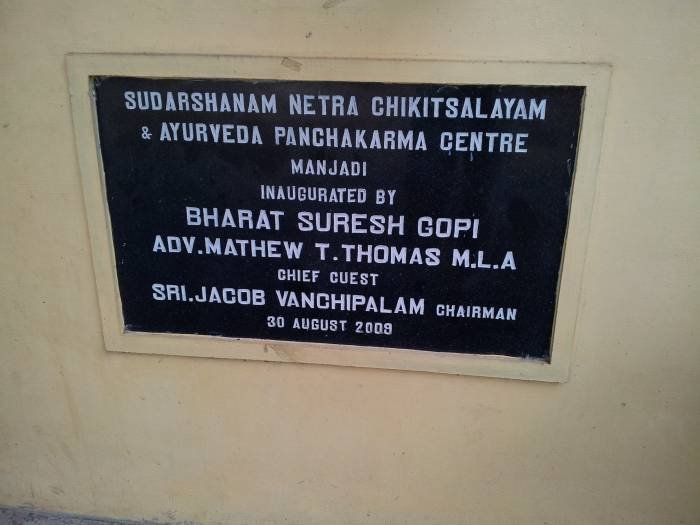 SUDARSHANAM NETRA CHIKITSALAYAM
& AYURVEDA PANCHAKARMA CENTRE
MANJADI
INAUGURATED BY
BHARAT SURESH GOPI
ADV.MATHEW T.THOMAS M.L.A
CHIEF GUEST
SRI.JACOB VANCHIPALAM CHAIRMAN
30 AUGUST 2009